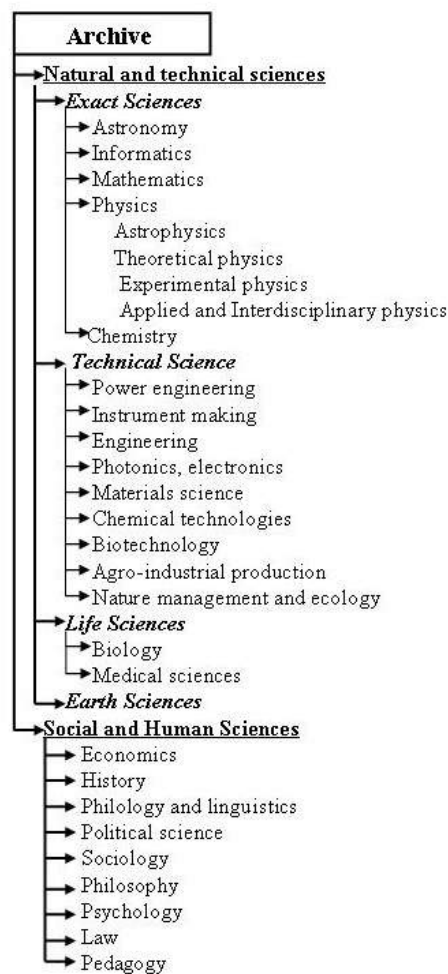 Archive
Natural and technical sciences
Exact Sciences
Astronomy
Informatics
Mathematics
Physics
Astrophysics
Theoretical physics
Experimental physics
Applied and Interdisciplinary physics
Chemistry
Technical Science
Power engineering
Instrument making
Engineering
Photonics, electronics
Materials science
Chemical technologies
Biotechnology
Agro-industrial production
Nature management and ecology
Life Sciences
Biology
Medical sciences
Earth Sciences
Social and Human Sciences
Economics
History
Philology and linguistics
Political science
Sociology
Philosophy
Psychology
Law
Pedagogy